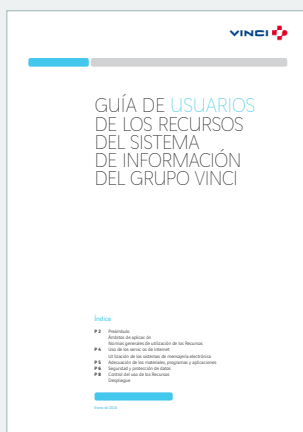 VINCI
GUÍA DE USUARIOS
DE LOS RECURSOS
DEL SISTEMA
DE INFORMACIÓN
DEL GRUPO VINCI
Índice
P 2 Preámbulo
Ámbitos de aplicación
Normas generales de utilización de los Recursos
P 4 Uso de los servicios de Internet
Utilización de los sistemas de mensajería electrónica
P 5 Adecuación de los materiales, programas y aplicaciones
P 6 Seguridad y protección de datos
P 8 Control del uso de los Recursos
Despliegue